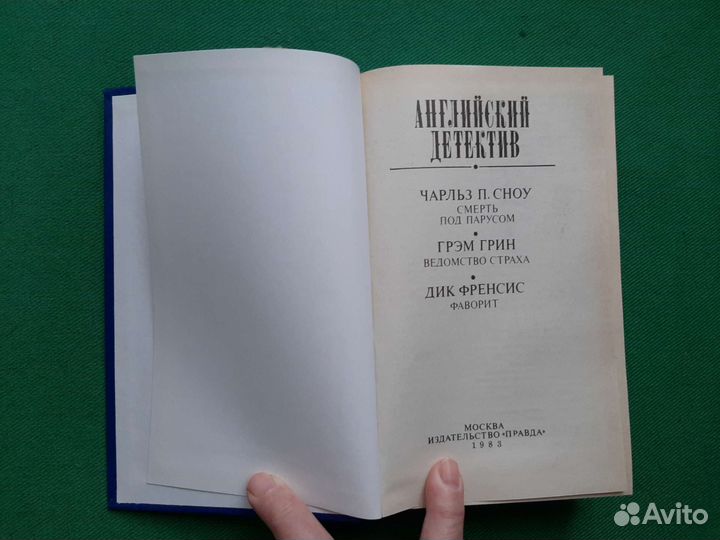 АНГЛИЙСКИЙ
ДЕТЕКТИВ
ЧАРЛЬЗ П. СНОУ
СМЕРТЬ
ПОД ПАРУСОМ
ГРЭМ ГРИН
ВЕДОМСТВО СТРАХА
ДИК ФРЕНСИС
ФАВОРИТ
МОСКВА
ИЗДАТЕЛЬСТВО «ПРАВДА»
1983
Avito